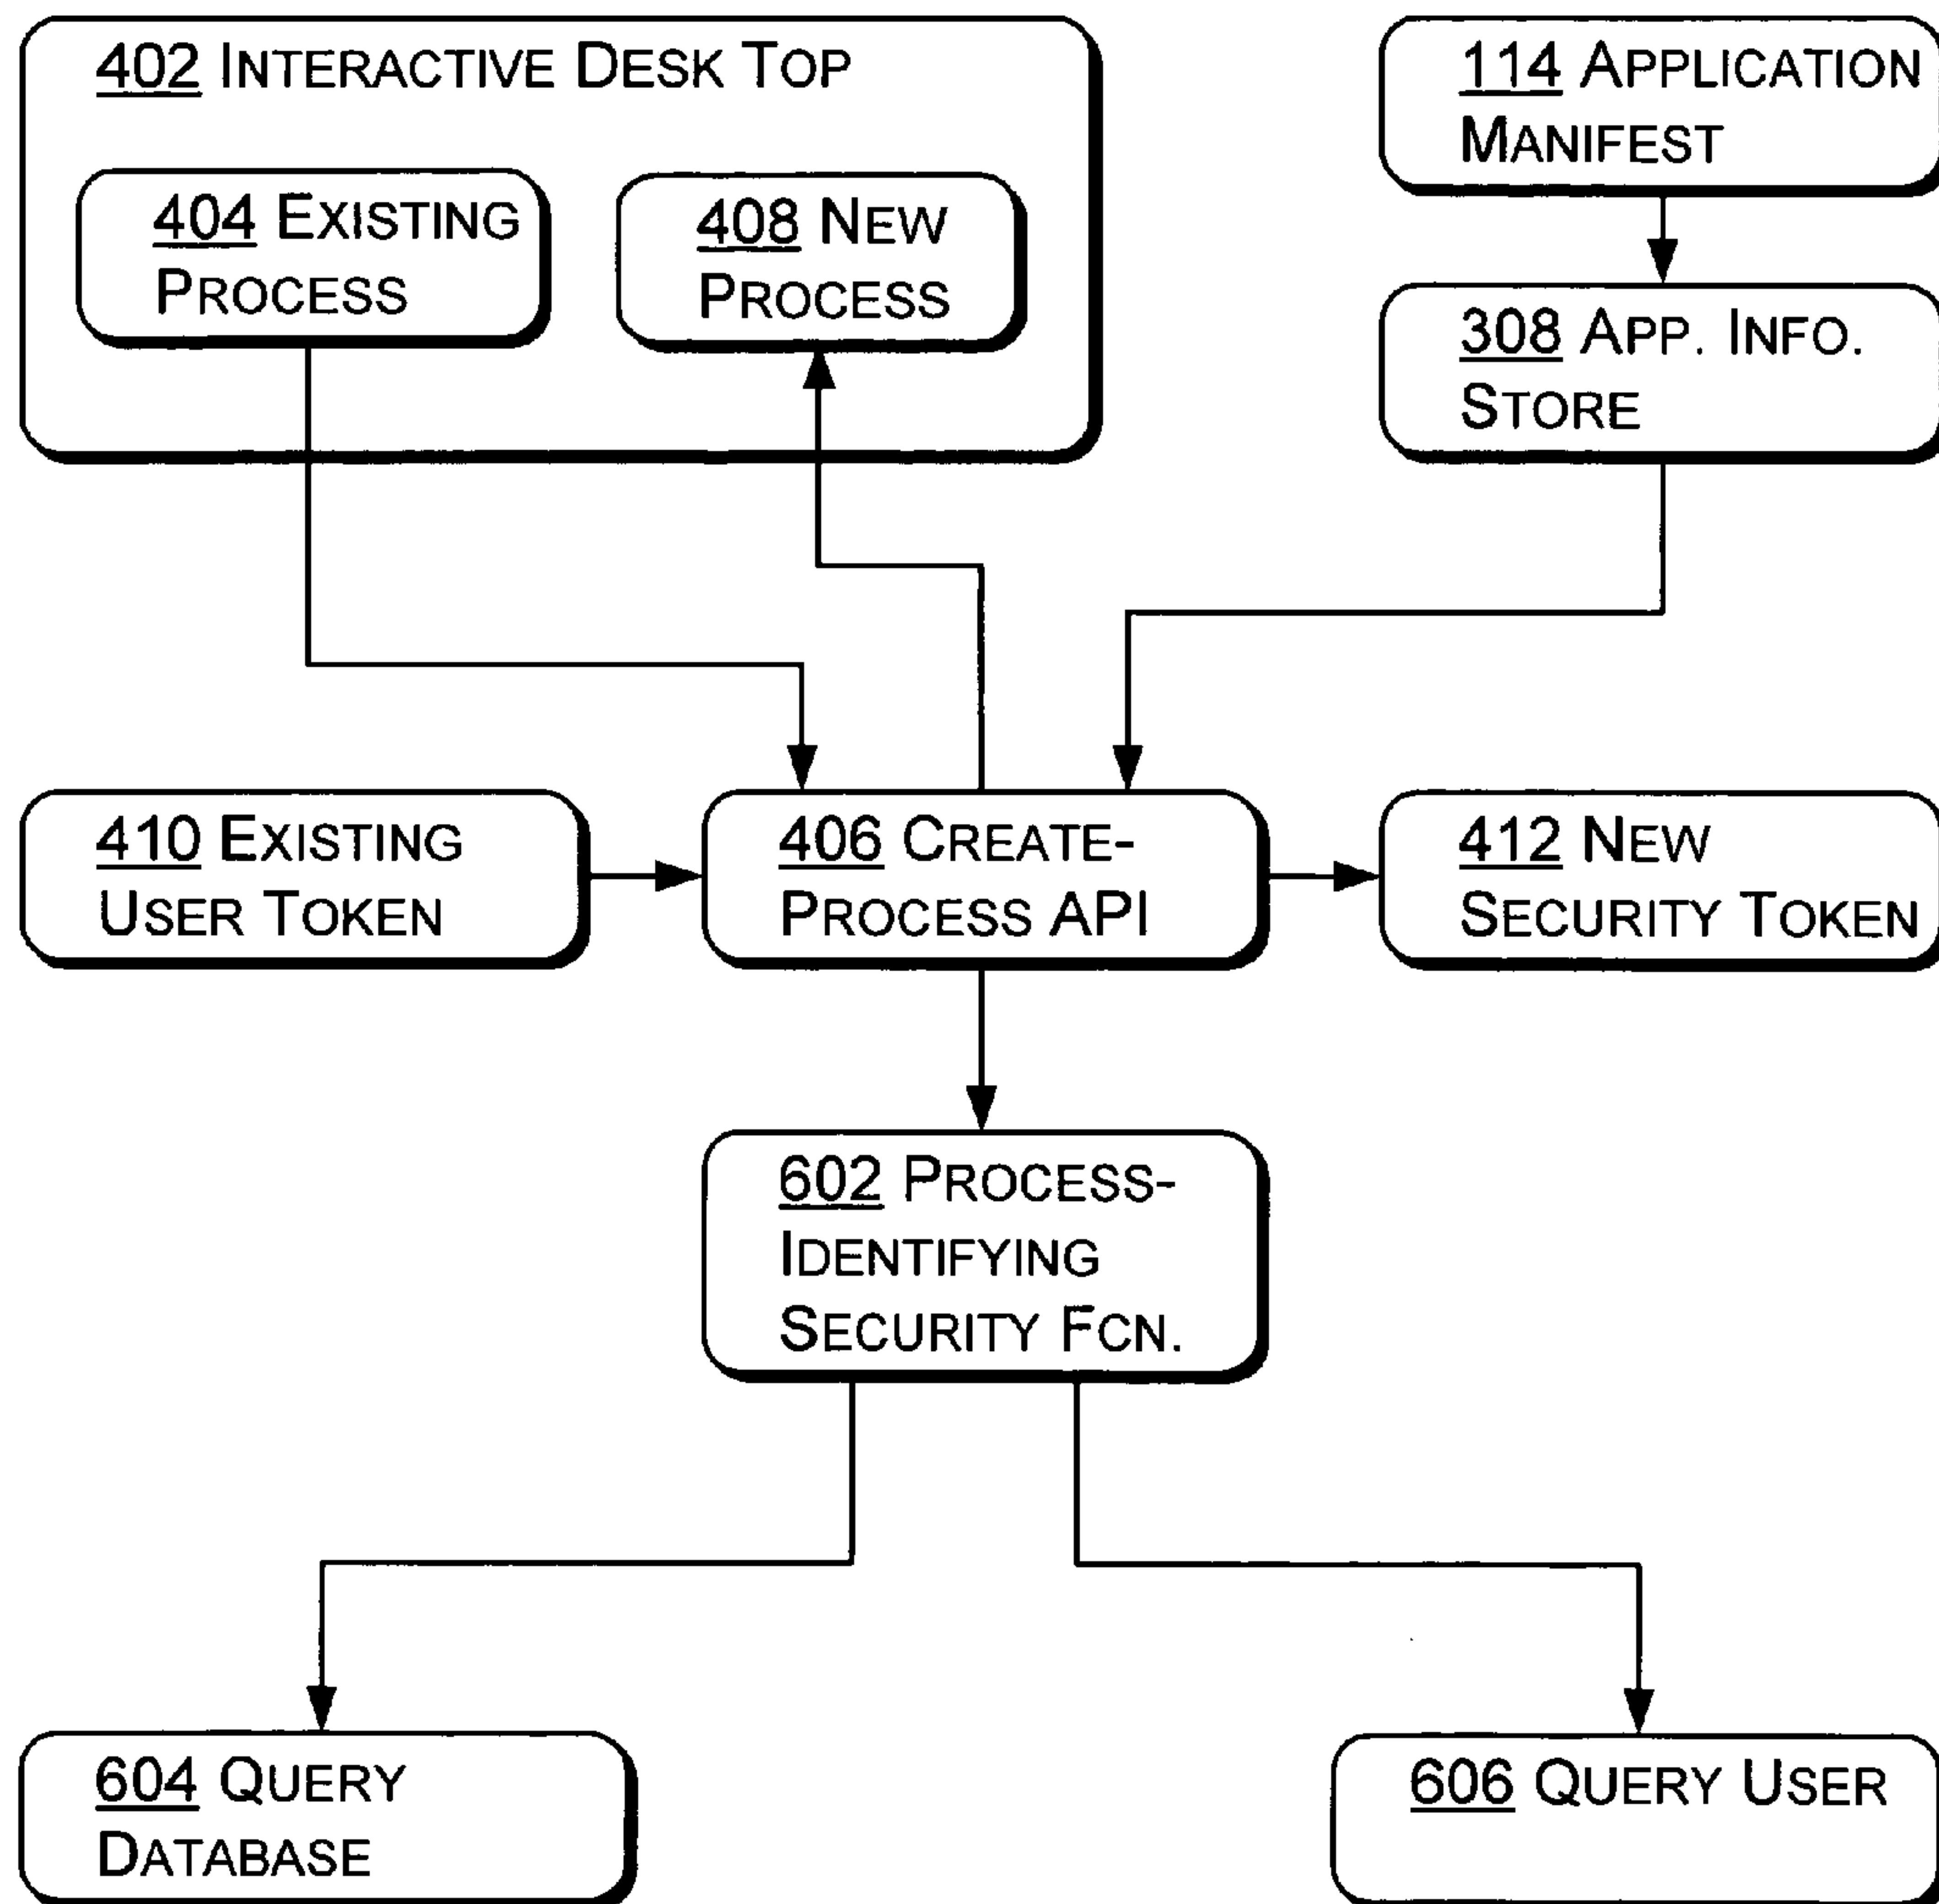 402 INTERACTIVE DESK TOP
404 EXISTING
PROCESS
408 NEW
PROCESS
114 APPLICATION
MANIFEST
308 APP. INFO.
STORE
410 EXISTING
USER TOKEN
406 CREATE-
PROCESS API
412 NEW
SECURITY TOKEN
602 PROCESS-
IDENTIFYING
SECURITY FCN.
604 QUERY
DATABASE
606 QUERY USER